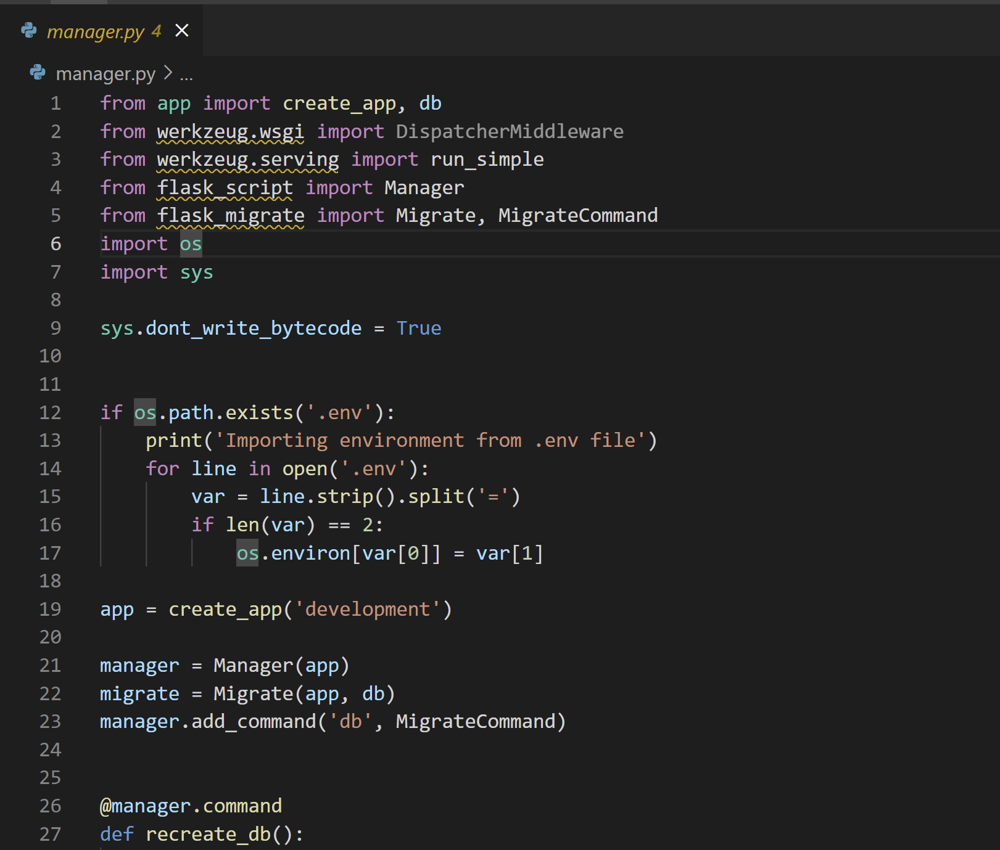 manager.py 4
manager.py > ...
1 from app import create_app, db
2 from werkzeug.wsgi import DispatcherMiddleware
3 from werkzeug.serving import run_simple
4 from flask_script import Manager
5 from flask_migrate import Migrate, MigrateCommand
6 import os
7 import sys
8
9 sys.dont_write_bytecode = True
10
11
12 if os.path.exists('.env'):
13     print('Importing environment from .env file')
14     for line in open('.env'):
15         var = line.strip().split('=')
16         if len(var) == 2:
17             os.environ[var[0]] = var[1]
18
19 app = create_app('development')
20
21 manager = Manager(app)
22 migrate = Migrate(app, db)
23 manager.add_command('db', MigrateCommand)
24
25
26 @manager.command
27 def recreate_db():